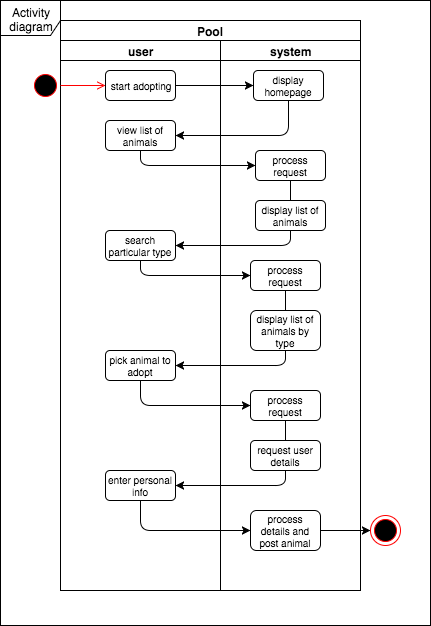 Activity
diagram
Pool
user
system
start adopting
display
homepage
view list of
animals
process
request
display list of
animals
search
particular type
process
request
display list of
animals by
type
pick animal to
adopt
process
request
request user
details
enter personal
info
process
details and
post animal